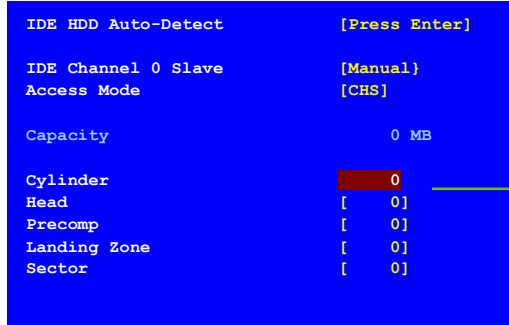 IDE HDD Auto-Detect [Press Enter]
IDE Channel 0 Slave [Manual}
Access Mode [CHS]
Capacity 0 MB
Cylinder 0
Head [ 0]
Precomp [ 0]
Landing Zone [ 0]
Sector [ 0]